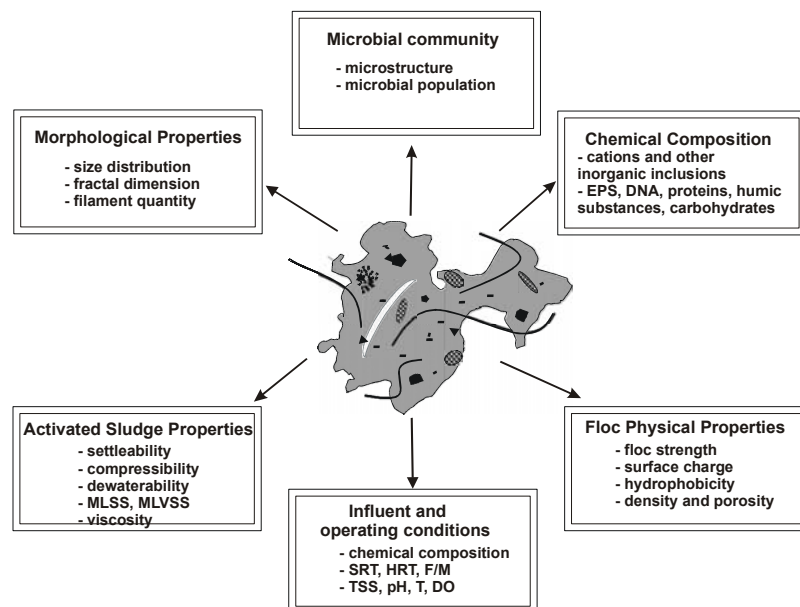 Microbial community
- microstructure
- microbial population
Morphological Properties
- size distribution
- fractal dimension
- filament quantity
Chemical Composition
- cations and other
inorganic inclusions
- EPS, DNA, proteins, humic
substances, carbohydrates
Activated Sludge Properties
- settleability
- compressibility
- dewaterability
- MLSS, MLVSS
- viscosity
Influent and
operating conditions
- chemical composition
- SRT, HRT, F/M
- TSS, pH, T, DO
Floc Physical Properties
- floc strength
- surface charge
- hydrophobicity
- density and porosity